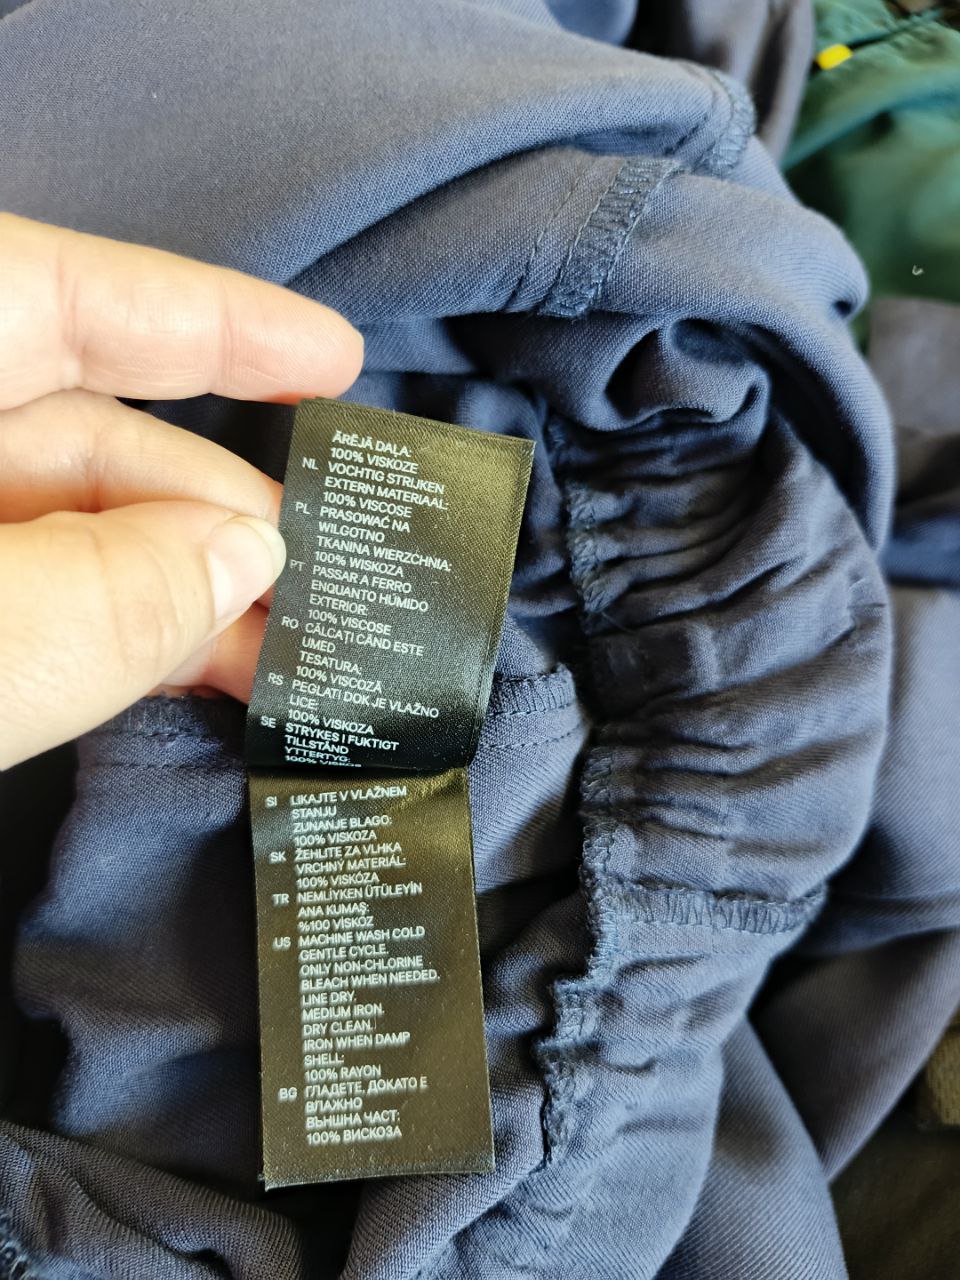 ĀRĒJĀ DAĻA:
100% VISKOZE
NL VOCHTIG STRIJKEN
EXTERN MATERIAAL:
100% VISCOSE
PL PRASOWAĆ NA
WILGOTNO
TKANINA WIERZCHNIA:
100% WISKOZA
PT PASSAR A FERRO
ENQUANTO HÚMIDO
EXTERIOR:
100% VISCOSE
RO CĂLCAȚI CÂND ESTE
UMED
ȚESATURA:
100% VISCOZĂ
RS PEGLATI DOK JE VLAŽNO
LICE:
100% VISKOZA
SE STRYKES I FUKTIGT
TILLSTÅND
YTTERTYG:
100% VISKOS
SI LIKAJTE V VLAŽNEM
STANJU
ZUNANJE BLAGO:
100% VISKOZA
SK ŽEHLITE ZA VLHKA
VRCHNÝ MATERIÁL:
100% VISKÓZA
TR NEMLİYKEN ÜTÜLEYİN
ANA KUMAŞ:
%100 VISKÖZ
US MACHINE WASH COLD
GENTLE CYCLE.
ONLY NON-CHLORINE
BLEACH WHEN NEEDED.
LINE DRY.
MEDIUM IRON.
DRY CLEAN.
IRON WHEN DAMP
SHELL:
100% RAYON
BG ГЛАДЕТЕ, ДОКАТО Е
ВЛАЖНО
ВЪНШНА ЧАСТ:
100% ВИСКОЗА